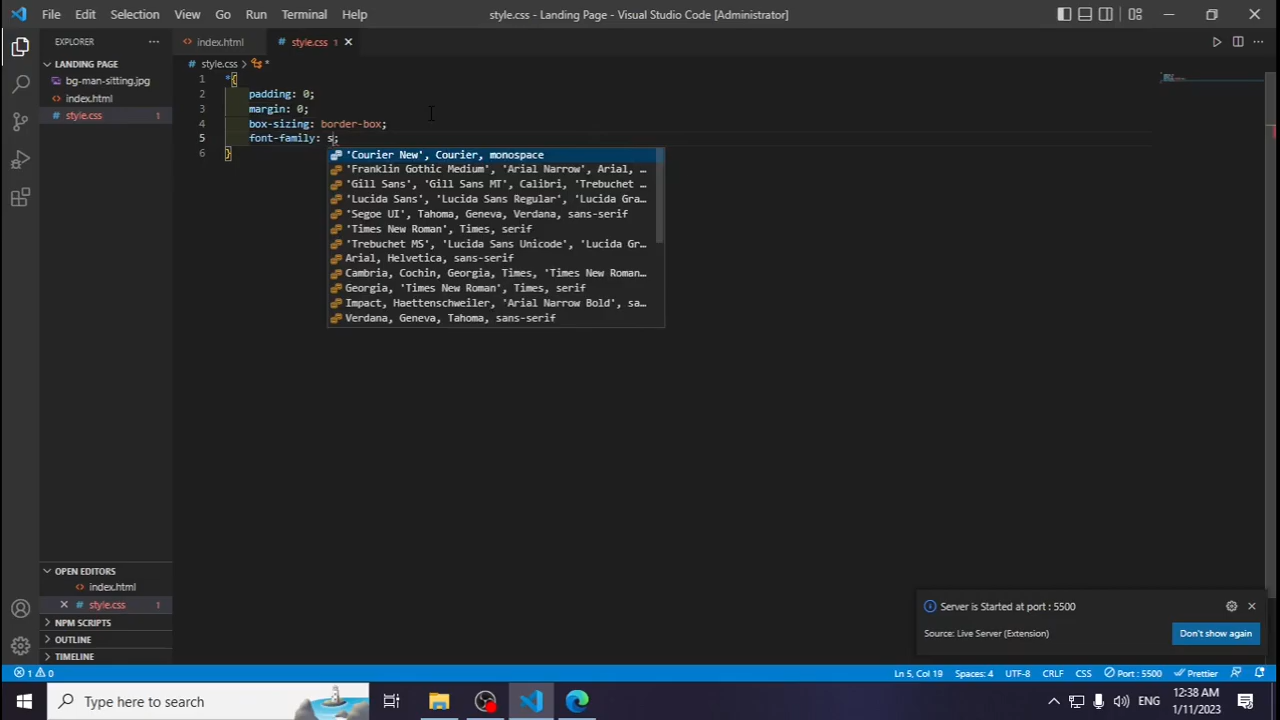 File Edit Selection View Go Run Terminal Help
style.css - Landing Page - Visual Studio Code [Administrator]
EXPLORER
index.html
style.css 1
LANDING PAGE
style.css > *
bg-man-sitting.jpg
index.html
style.css 1
1 *{
2 padding: 0;
3 margin: 0;
4 box-sizing: border-box;
5 font-family: s;
6 }
'Courier New', Courier, monospace
'Franklin Gothic Medium', 'Arial Narrow', Arial, …
'Gill Sans', 'Gill Sans MT', Calibri, 'Trebuchet …
'Lucida Sans', 'Lucida Sans Regular', 'Lucida Gra…
'Segoe UI', Tahoma, Geneva, Verdana, sans-serif
'Times New Roman', Times, serif
'Trebuchet MS', 'Lucida Sans Unicode', 'Lucida Gr…
Arial, Helvetica, sans-serif
Cambria, Cochin, Georgia, Times, 'Times New Roman…
Georgia, 'Times New Roman', Times, serif
Impact, Haettenschweiler, 'Arial Narrow Bold', sa…
Verdana, Geneva, Tahoma, sans-serif
OPEN EDITORS
index.html
style.css 1
NPM SCRIPTS
OUTLINE
TIMELINE
Server is Started at port : 5500
Source: Live Server (Extension)
Don't show again
1 0
Ln 5, Col 19 Spaces: 4 UTF-8 CRLF CSS Port : 5500 Prettier
Type here to search
ENG
12:38 AM
1/11/2023